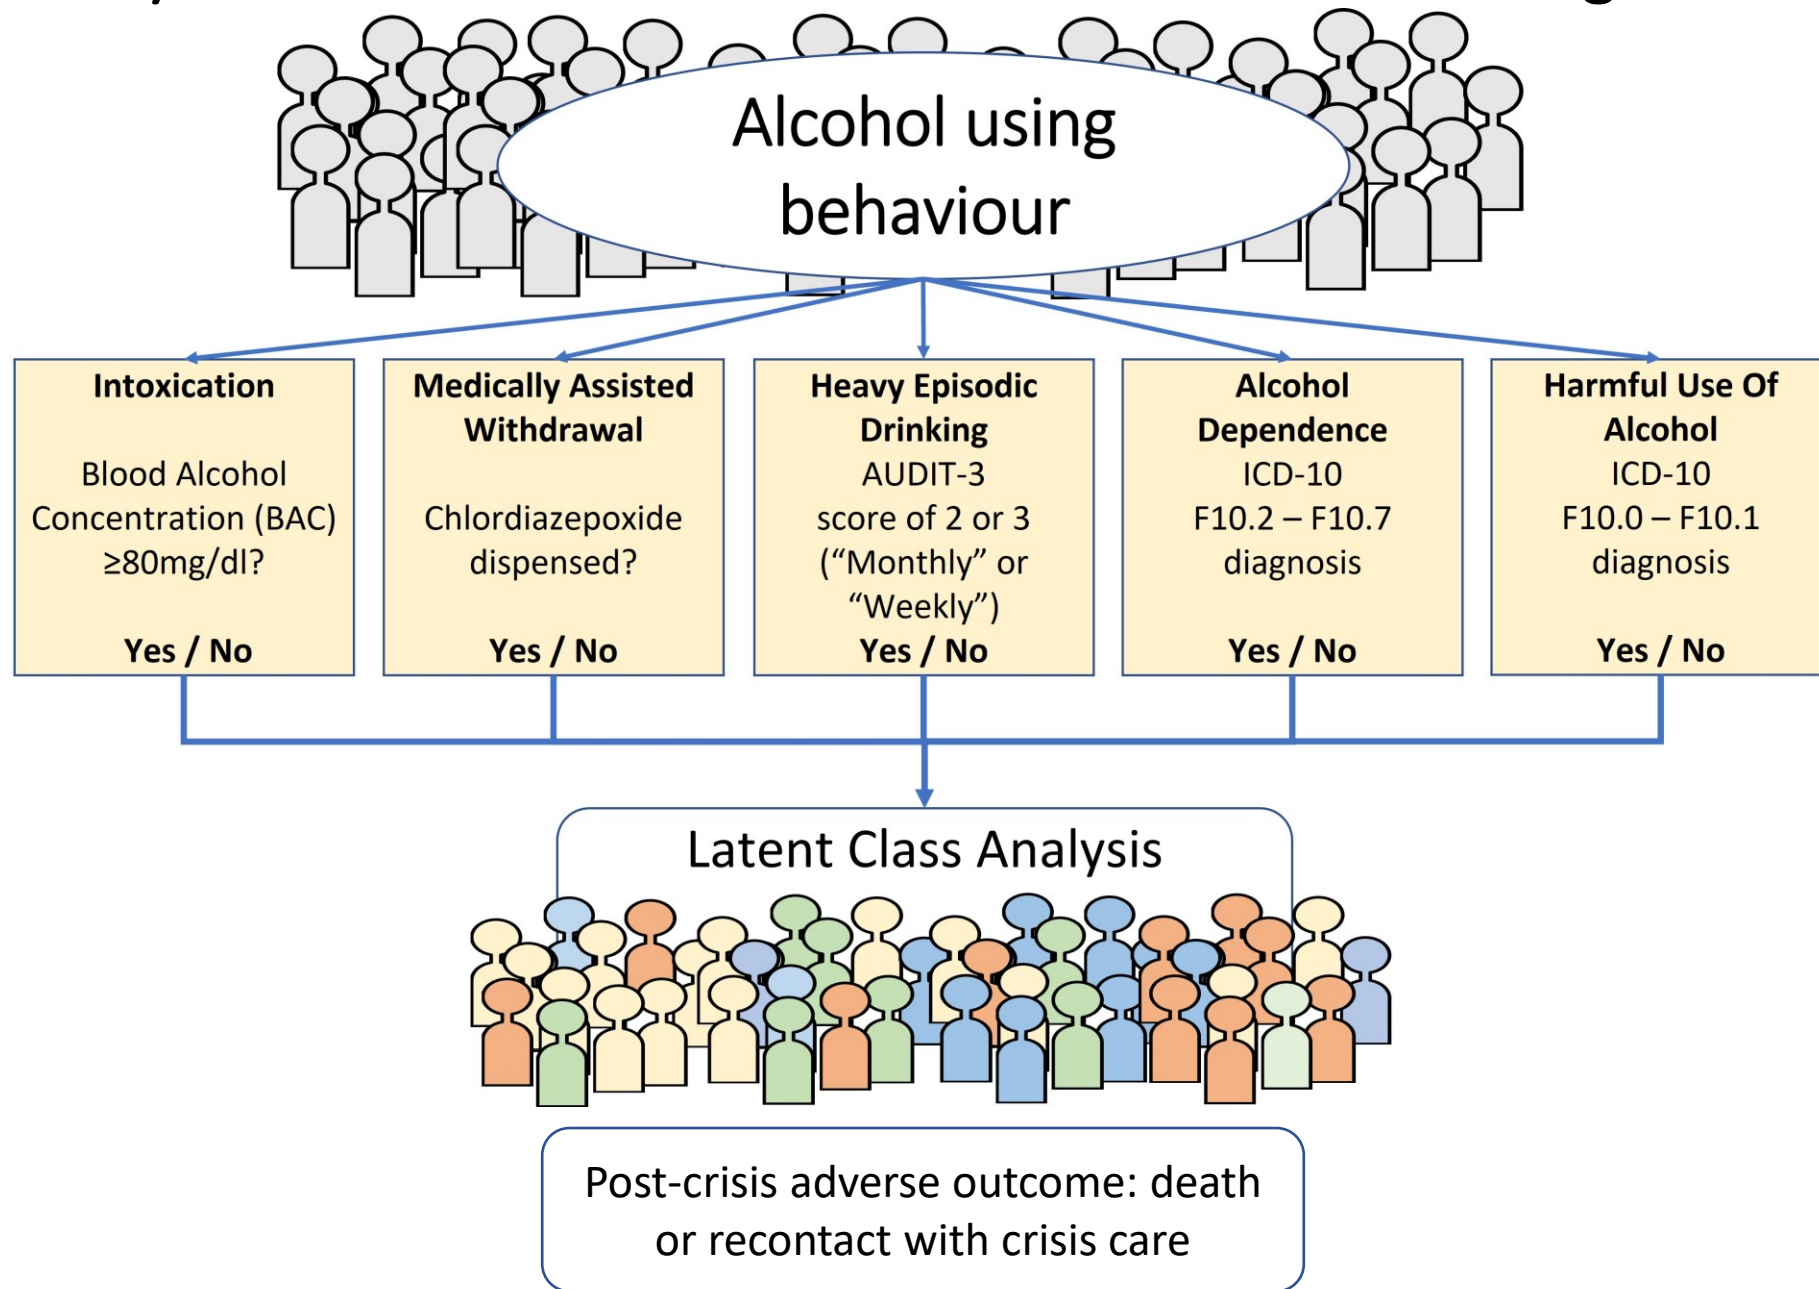 Alcohol using
behaviour
Intoxication
Blood Alcohol
Concentration (BAC)
≥80mg/dl?
Yes / No
Medically Assisted
Withdrawal
Chlordiazepoxide
dispensed?
Yes / No
Heavy Episodic
Drinking
AUDIT-3
score of 2 or 3
(“Monthly” or
“Weekly”)
Yes / No
Alcohol
Dependence
ICD-10
F10.2 – F10.7
diagnosis
Yes / No
Harmful Use Of
Alcohol
ICD-10
F10.0 – F10.1
diagnosis
Yes / No
Latent Class Analysis
Post-crisis adverse outcome: death
or recontact with crisis care